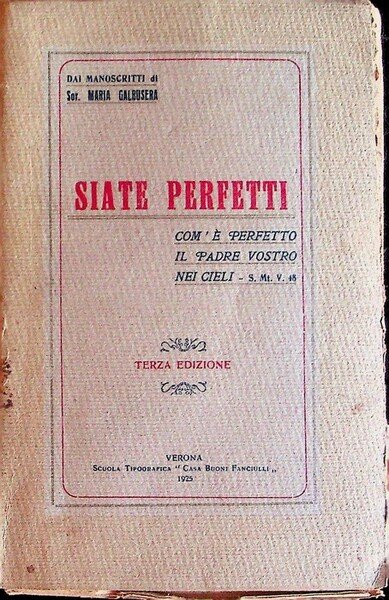 DAI MANOSCRITTI di
Sor. MARIA GALBUSERA
SIATE PERFETTI
COM' È PERFETTO
IL PADRE VOSTRO
NEI CIELI - S. Mt. V. 48
TERZA EDIZIONE
VERONA
SCUOLA TIPOGRAFICA "CASA BUONI FANCIULLI„
1925